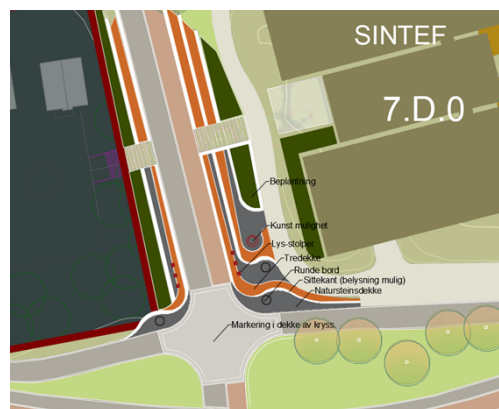 SINTEF
7.D.0
Beplantning
Kunst mulighet
Lys-stolper
Tredekke
Runde bord
Sittekant (belysning mulig)
Natursteinsdekke
Markering i dekke av kryss.